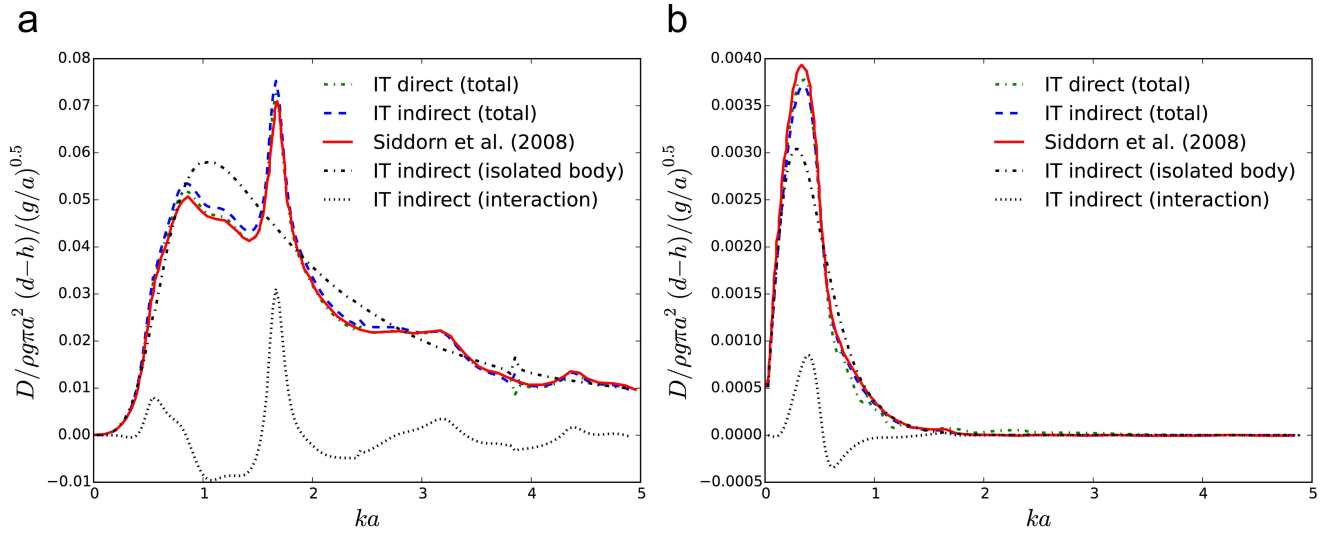 a
0.08
0.07
0.06
0.05
0.04
0.03
0.02
0.01
0.00
−0.01
D/ρgπa² (d−h)/(g/a)^0.5
IT direct (total)
IT indirect (total)
Siddorn et al. (2008)
IT indirect (isolated body)
IT indirect (interaction)
0 1 2 3 4 5
ka
b
0.0040
0.0035
0.0030
0.0025
0.0020
0.0015
0.0010
0.0005
0.0000
−0.0005
D/ρgπa² (d−h)/(g/a)^0.5
IT direct (total)
IT indirect (total)
Siddorn et al. (2008)
IT indirect (isolated body)
IT indirect (interaction)
0 1 2 3 4 5
ka